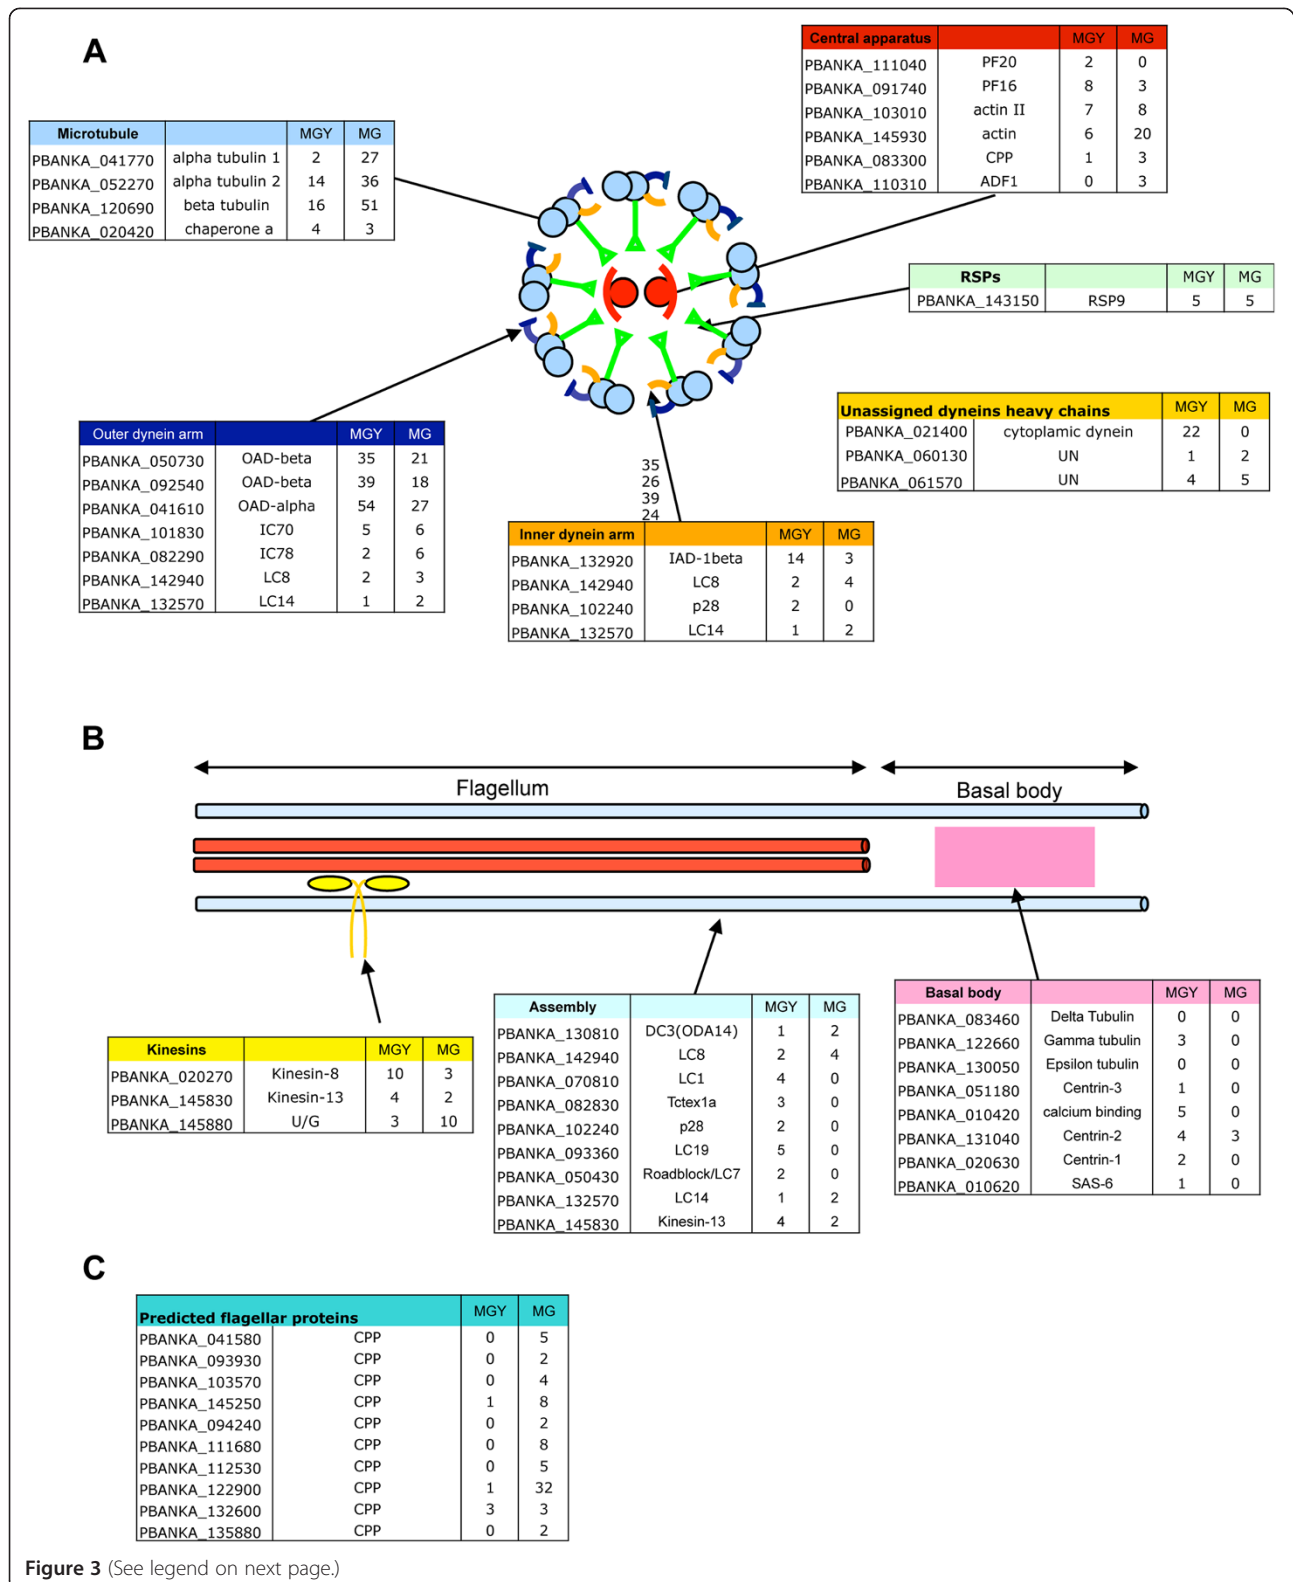 A
Central apparatus MGY MG
PBANKA_111040 PF20 2 0
PBANKA_091740 PF16 8 3
PBANKA_103010 actin II 7 8
PBANKA_145930 actin 6 20
PBANKA_083300 CPP 1 3
PBANKA_110310 ADF1 0 3
Microtubule MGY MG
PBANKA_041770 alpha tubulin 1 2 27
PBANKA_052270 alpha tubulin 2 14 36
PBANKA_120690 beta tubulin 16 51
PBANKA_020420 chaperone a 4 3
RSPs MGY MG
PBANKA_143150 RSP9 5 5
Unassigned dyneins heavy chains MGY MG
PBANKA_021400 cytoplamic dynein 22 0
PBANKA_060130 UN 1 2
PBANKA_061570 UN 4 5
Outer dynein arm MGY MG
PBANKA_050730 OAD-beta 35 21
PBANKA_092540 OAD-beta 39 18
PBANKA_041610 OAD-alpha 54 27
PBANKA_101830 IC70 5 6
PBANKA_082290 IC78 2 6
PBANKA_142940 LC8 2 3
PBANKA_132570 LC14 1 2
35
26
39
24
Inner dynein arm MGY MG
PBANKA_132920 IAD-1beta 14 3
PBANKA_142940 LC8 2 4
PBANKA_102240 p28 2 0
PBANKA_132570 LC14 1 2
B
Flagellum Basal body
Kinesins MGY MG
PBANKA_020270 Kinesin-8 10 3
PBANKA_145830 Kinesin-13 4 2
PBANKA_145880 U/G 3 10
Assembly MGY MG
PBANKA_130810 DC3(ODA14) 1 2
PBANKA_142940 LC8 2 4
PBANKA_070810 LC1 4 0
PBANKA_082830 Tctex1a 3 0
PBANKA_102240 p28 2 0
PBANKA_093360 LC19 5 0
PBANKA_050430 Roadblock/LC7 2 0
PBANKA_132570 LC14 1 2
PBANKA_145830 Kinesin-13 4 2
Basal body MGY MG
PBANKA_083460 Delta Tubulin 0 0
PBANKA_122660 Gamma tubulin 3 0
PBANKA_130050 Epsilon tubulin 0 0
PBANKA_051180 Centrin-3 1 0
PBANKA_010420 calcium binding 5 0
PBANKA_131040 Centrin-2 4 3
PBANKA_020630 Centrin-1 2 0
PBANKA_010620 SAS-6 1 0
C
Predicted flagellar proteins MGY MG
PBANKA_041580 CPP 0 5
PBANKA_093930 CPP 0 2
PBANKA_103570 CPP 0 4
PBANKA_145250 CPP 1 8
PBANKA_094240 CPP 0 2
PBANKA_111680 CPP 0 8
PBANKA_112530 CPP 0 5
PBANKA_122900 CPP 1 32
PBANKA_132600 CPP 3 3
PBANKA_135880 CPP 0 2
Figure 3 (See legend on next page.)